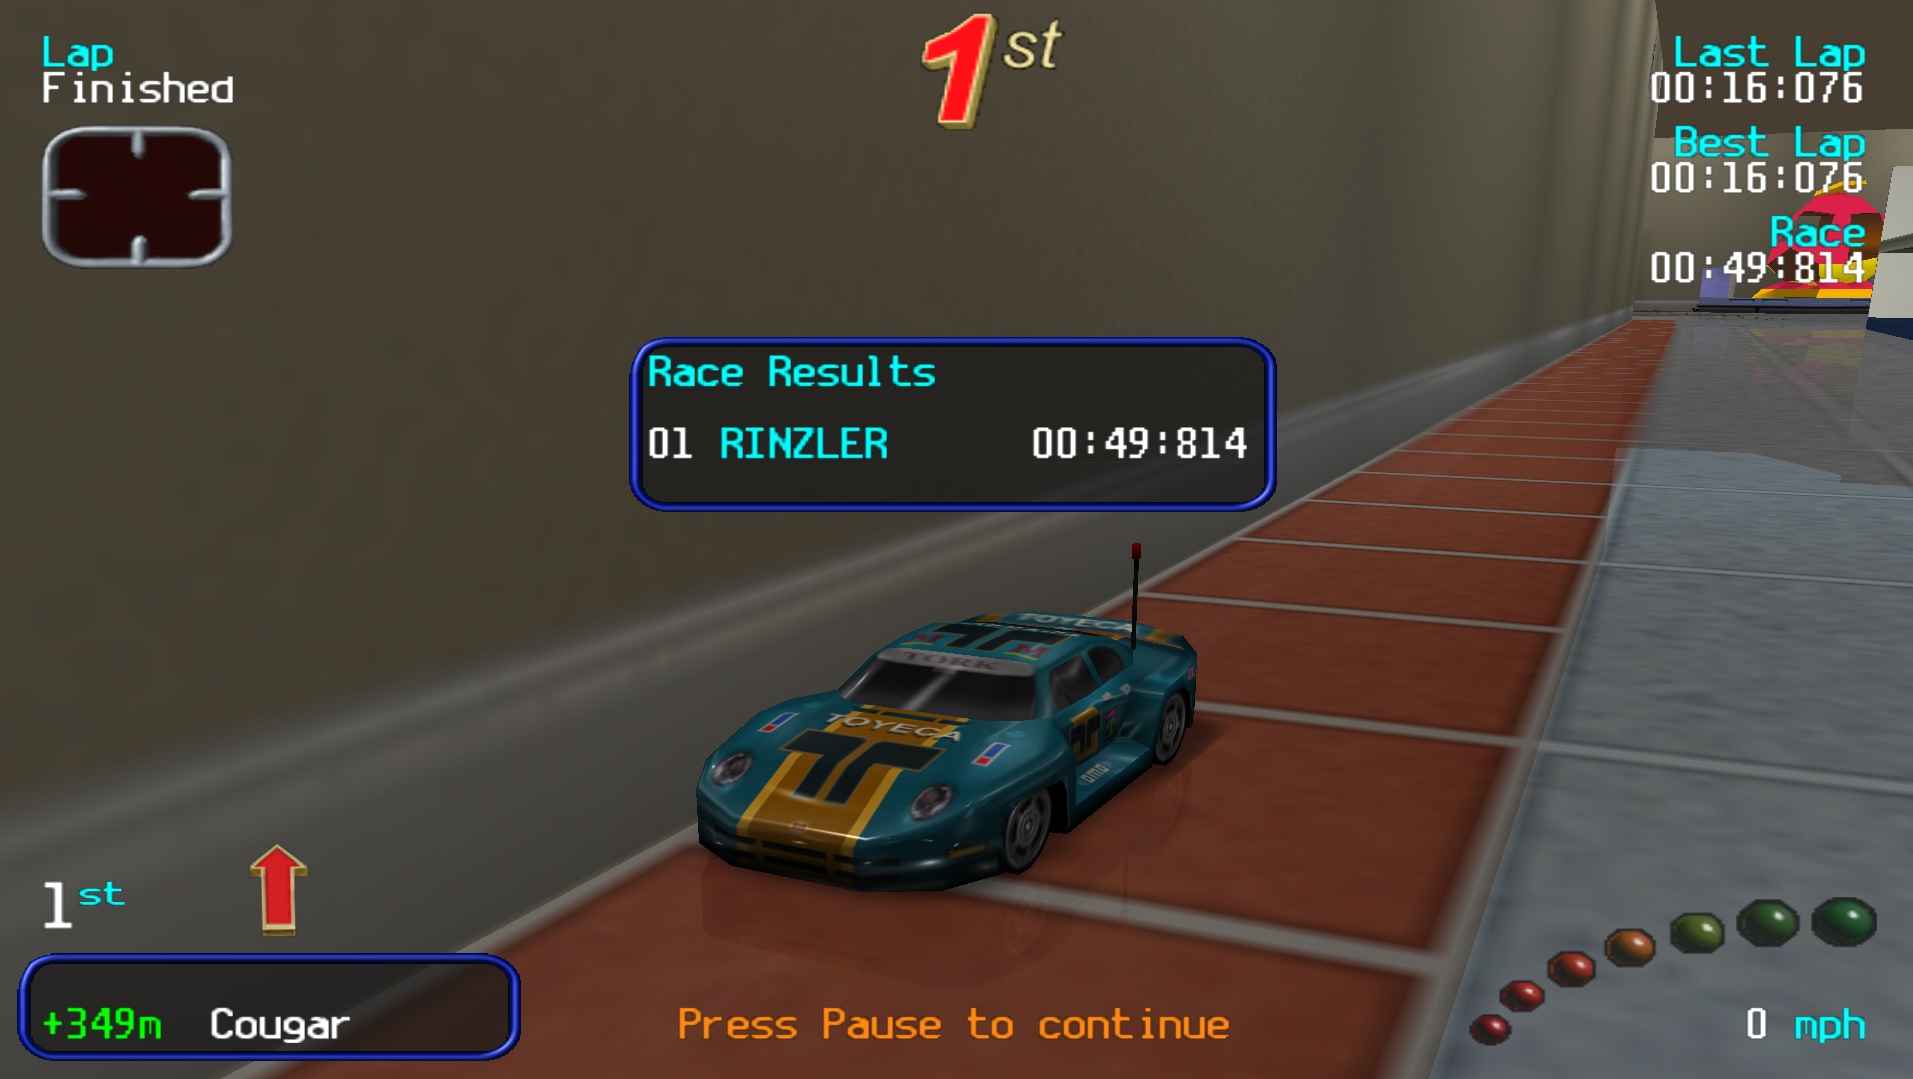 Lap
Finished
1st
Last Lap
00:16:076
Best Lap
00:16:076
Race
00:49:814
Race Results
01 RINZLER 00:49:814
TOYECA
TORK
TOYECA
1st
+349m Cougar
Press Pause to continue
0 mph